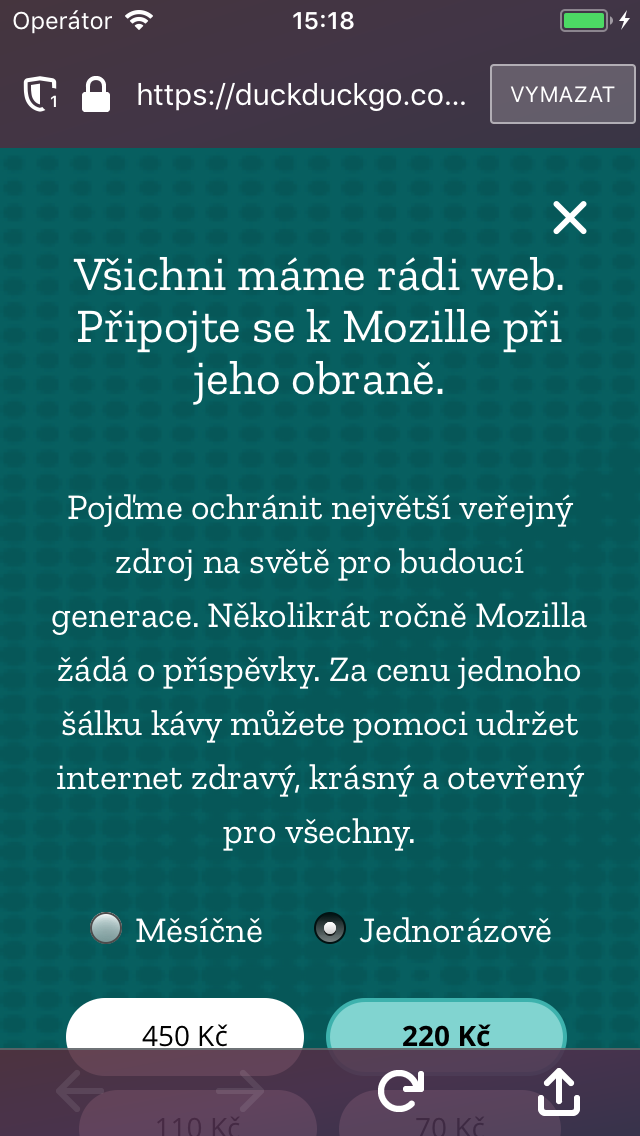 Operátor 15:18
1 https://duckduckgo.co... VYMAZAT
Všichni máme rádi web.
Připojte se k Mozille při
jeho obraně.
Pojďme ochránit největší veřejný
zdroj na světě pro budoucí
generace. Několikrát ročně Mozilla
žádá o příspěvky. Za cenu jednoho
šálku kávy můžete pomoci udržet
internet zdravý, krásný a otevřený
pro všechny.
Měsíčně Jednorázově
450 Kč 220 Kč
110 Kč 70 Kč